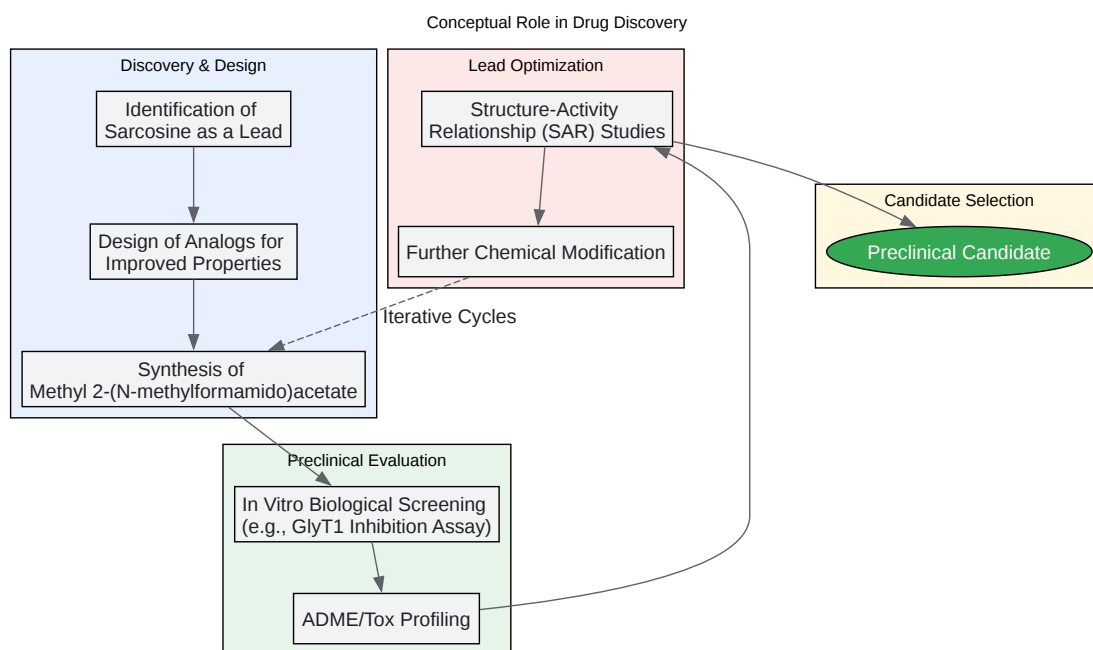 Conceptual Role in Drug Discovery
Discovery & Design
Identification of
Sarcosine as a Lead
Design of Analogs for
Improved Properties
Synthesis of
Methyl 2-(N-methylformamido)acetate
Lead Optimization
Structure-Activity
Relationship (SAR) Studies
Further Chemical Modification
Iterative Cycles
Candidate Selection
Preclinical Candidate
Preclinical Evaluation
In Vitro Biological Screening
(e.g., GlyT1 Inhibition Assay)
ADME/Tox Profiling